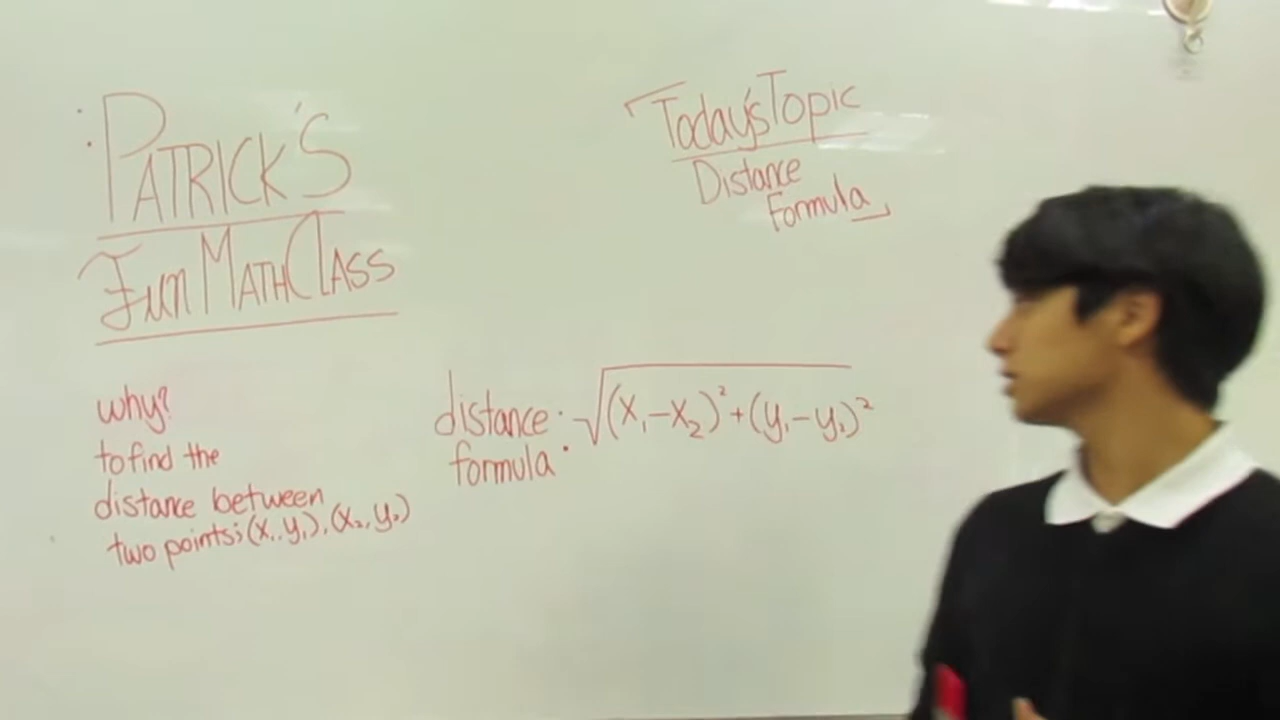 PATRICK'S
Fun MATH CLASS
Today's Topic
Distance
formula
why?
to find the
distance between
two points; (x₁, y₁), (x₂, y₂)
distance
formula : √(x₁-x₂)²+(y₁-y₂)²